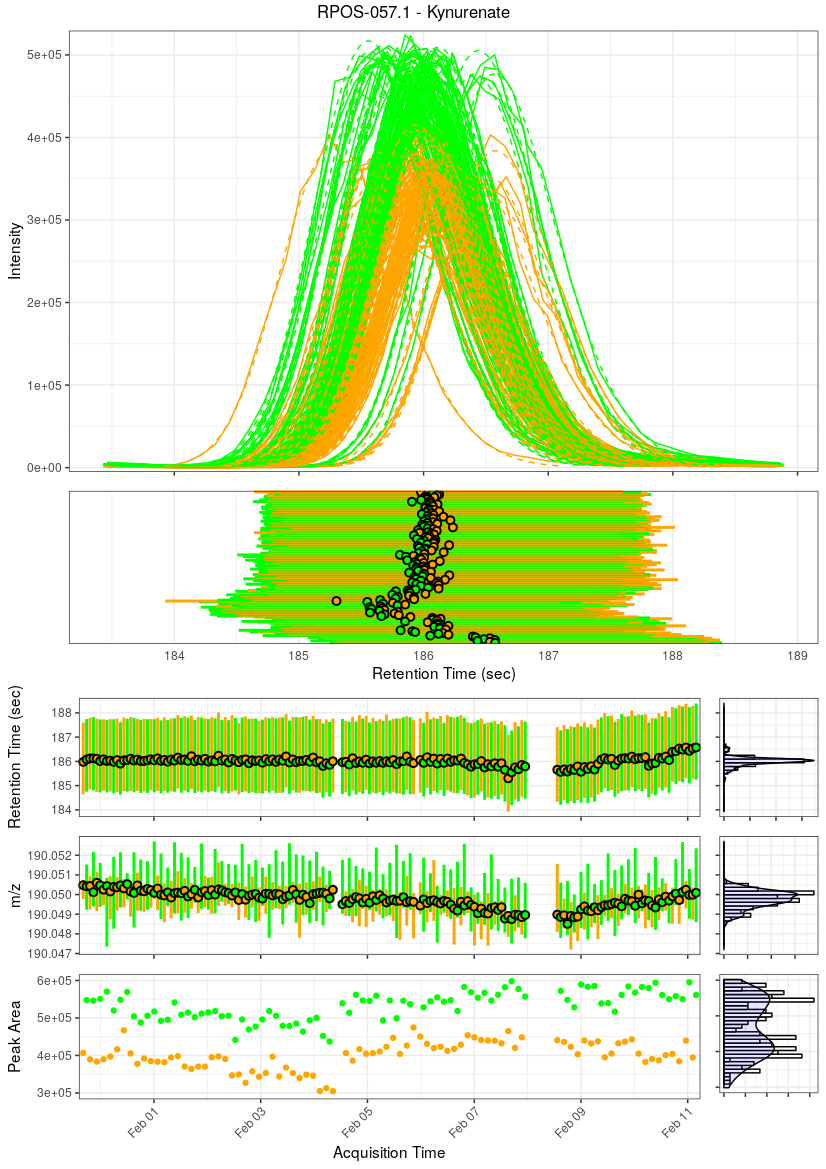 RPOS-057.1 - Kynurenate
5e+05
4e+05
3e+05
2e+05
1e+05
0e+00
Intensity
184 185 186 187 188 189
Retention Time (sec)
188
187
186
185
184
Retention Time (sec)
190.052
190.051
190.050
190.049
190.048
190.047
m/z
6e+05
5e+05
4e+05
3e+05
Peak Area
Feb 01 Feb 03 Feb 05 Feb 07 Feb 09 Feb 11
Acquisition Time